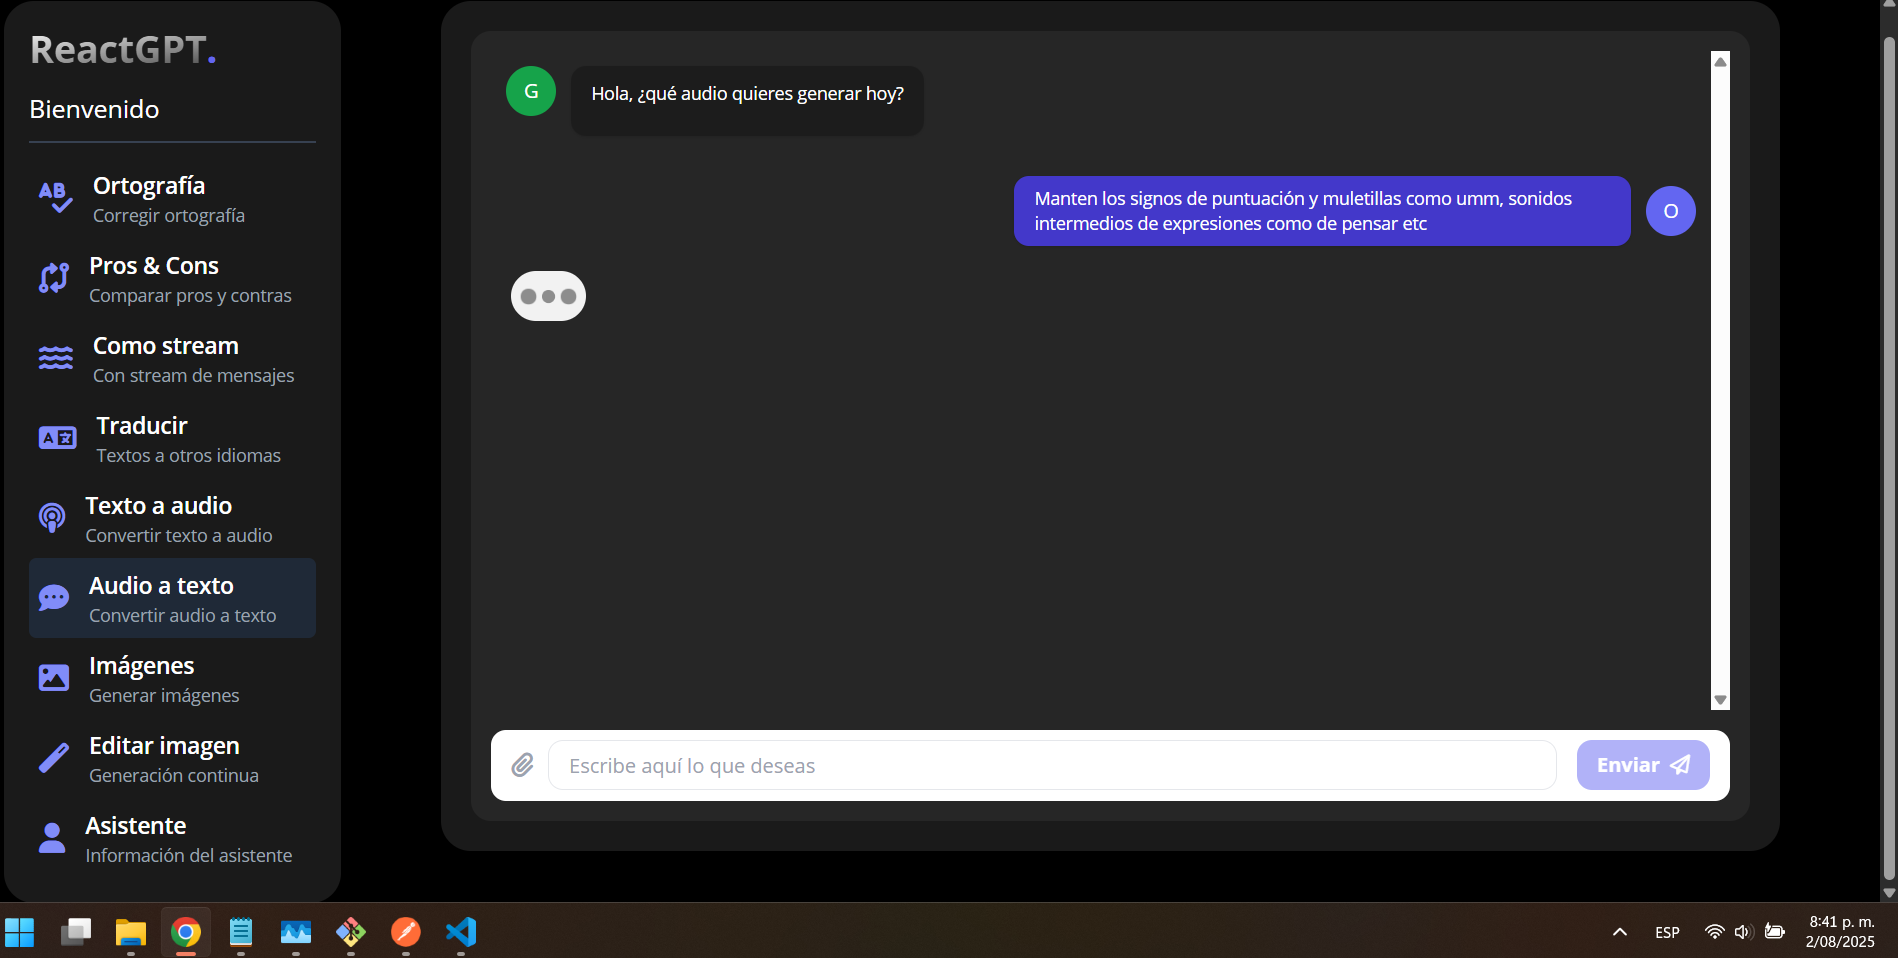 ReactGPT.
Bienvenido
Ortografía
Corregir ortografía
Pros & Cons
Comparar pros y contras
Como stream
Con stream de mensajes
Traducir
Textos a otros idiomas
Texto a audio
Convertir texto a audio
Audio a texto
Convertir audio a texto
Imágenes
Generar imágenes
Editar imagen
Generación continua
Asistente
Información del asistente
G
Hola, ¿qué audio quieres generar hoy?
Manten los signos de puntuación y muletillas como umm, sonidos
intermedios de expresiones como de pensar etc
O
Escribe aquí lo que deseas
Enviar
ESP
8:41 p. m.
2/08/2025